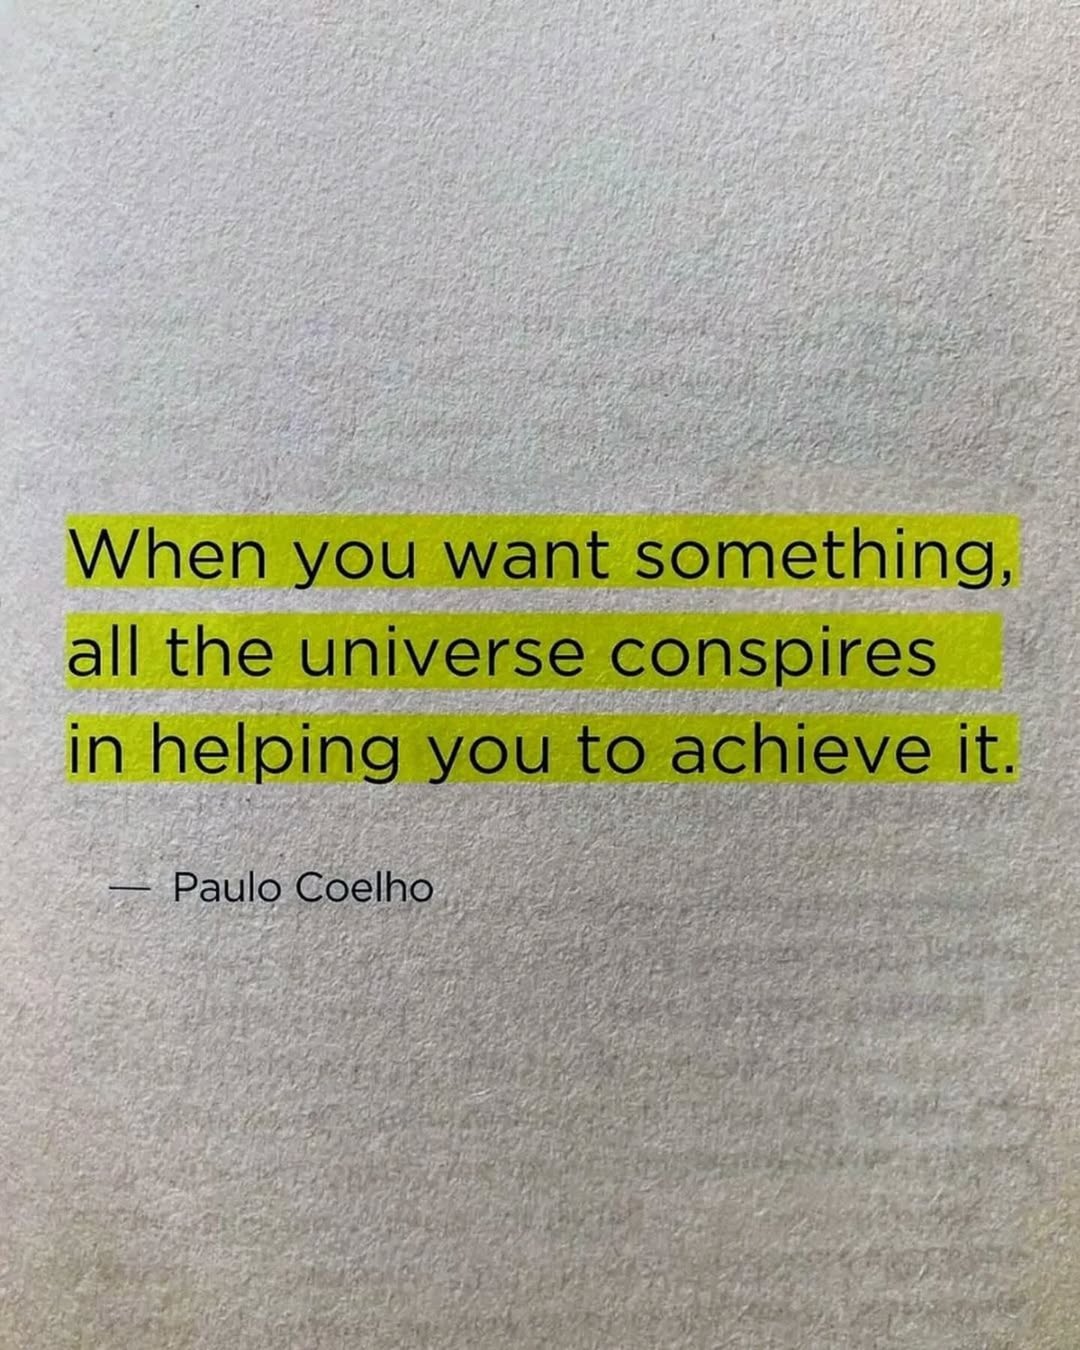 When you want something,
all the universe conspires
in helping you to achieve it.
— Paulo Coelho